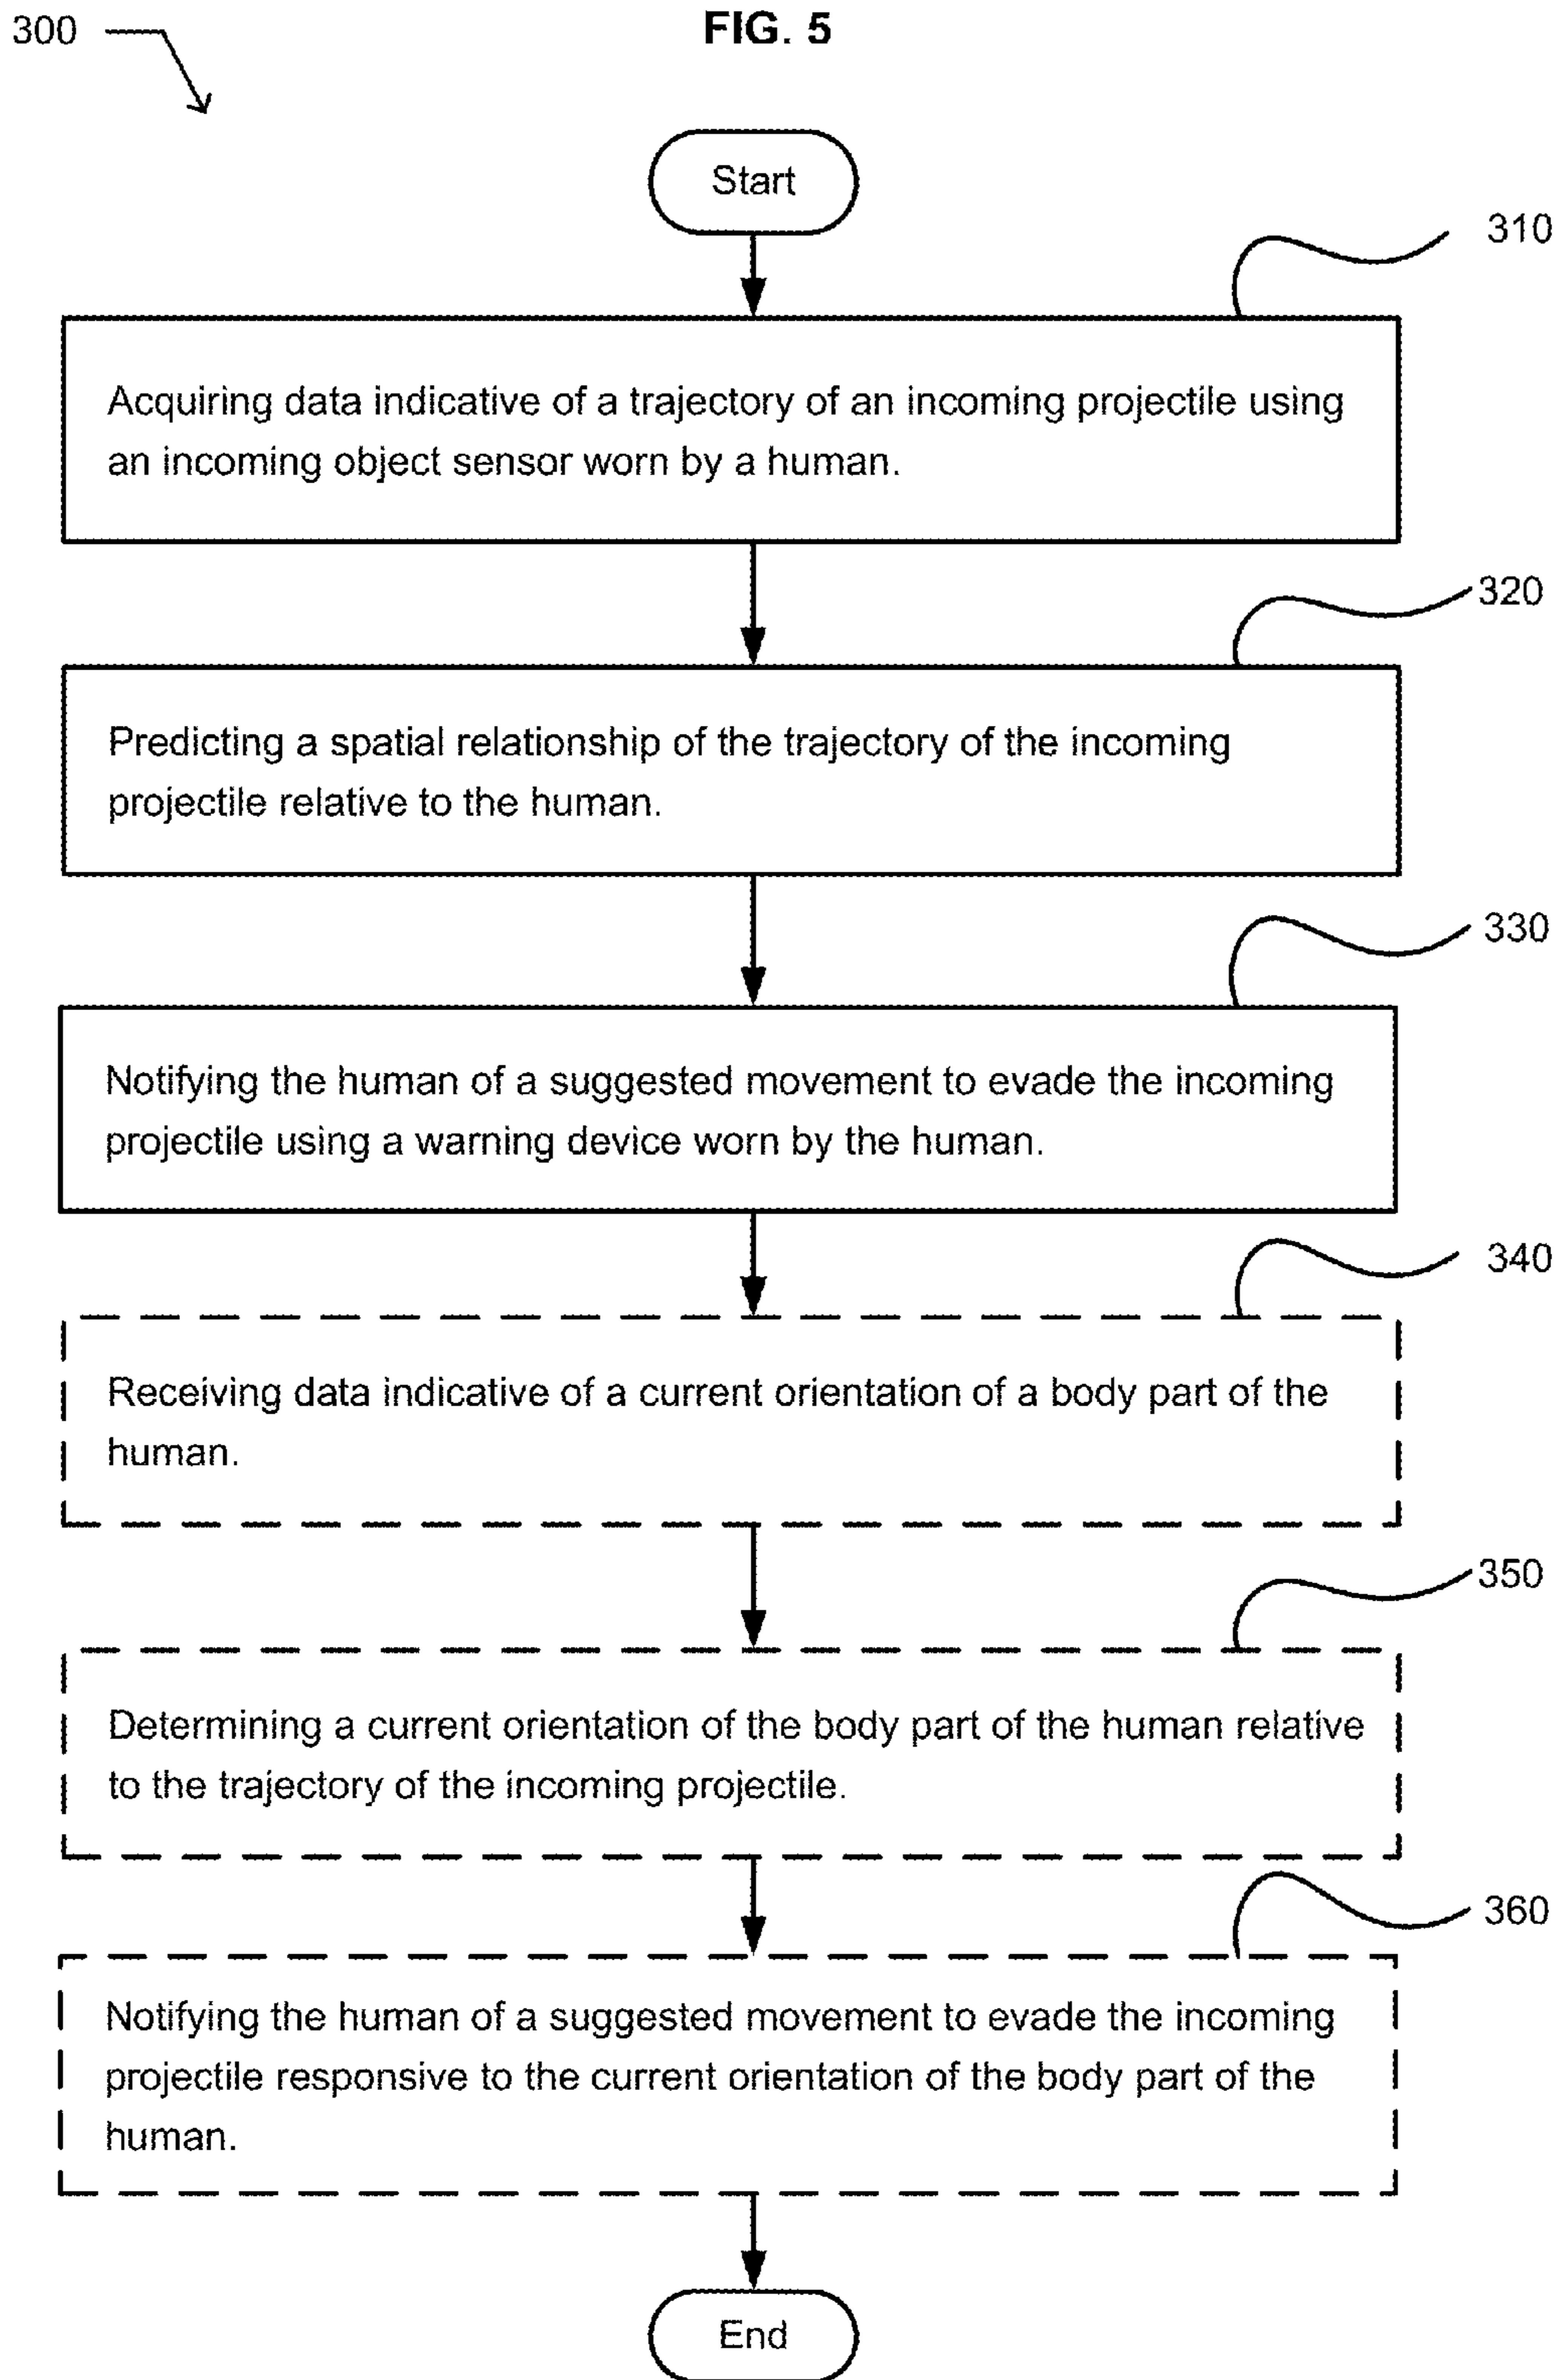 300
FIG. 5
Start
310
Acquiring data indicative of a trajectory of an incoming projectile using
an incoming object sensor worn by a human.
320
Predicting a spatial relationship of the trajectory of the incoming
projectile relative to the human.
330
Notifying the human of a suggested movement to evade the incoming
projectile using a warning device worn by the human.
340
Receiving data indicative of a current orientation of a body part of the
human.
350
Determining a current orientation of the body part of the human relative
to the trajectory of the incoming projectile.
360
Notifying the human of a suggested movement to evade the incoming
projectile responsive to the current orientation of the body part of the
human.
End